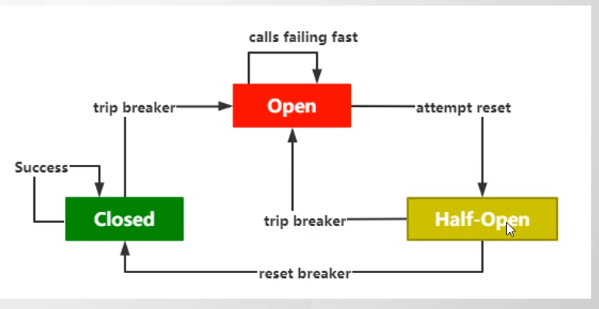 calls failing fast
trip breaker
Open
attempt reset
Success
Closed
trip breaker
Half-Open
reset breaker